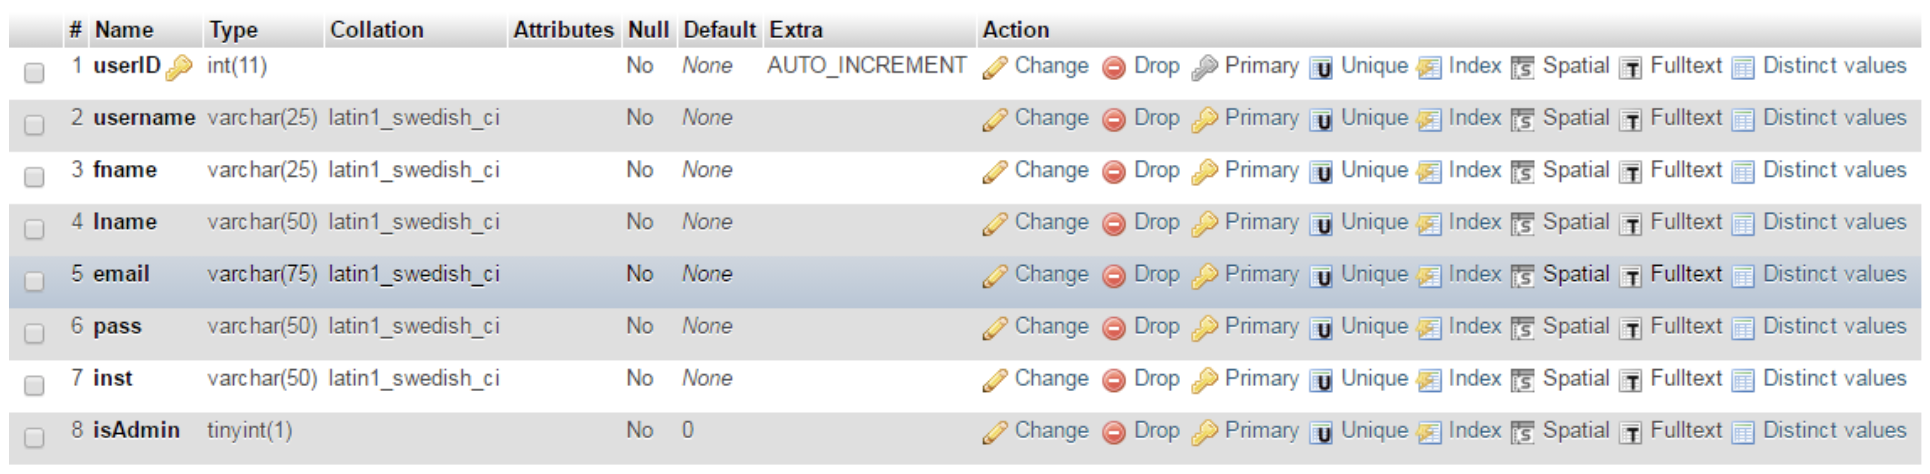 # Name Type Collation Attributes Null Default Extra Action
1 userID int(11) No None AUTO_INCREMENT Change Drop Primary Unique Index Spatial Fulltext Distinct values
2 username varchar(25) latin1_swedish_ci No None Change Drop Primary Unique Index Spatial Fulltext Distinct values
3 fname varchar(25) latin1_swedish_ci No None Change Drop Primary Unique Index Spatial Fulltext Distinct values
4 lname varchar(50) latin1_swedish_ci No None Change Drop Primary Unique Index Spatial Fulltext Distinct values
5 email varchar(75) latin1_swedish_ci No None Change Drop Primary Unique Index Spatial Fulltext Distinct values
6 pass varchar(50) latin1_swedish_ci No None Change Drop Primary Unique Index Spatial Fulltext Distinct values
7 inst varchar(50) latin1_swedish_ci No None Change Drop Primary Unique Index Spatial Fulltext Distinct values
8 isAdmin tinyint(1) No 0 Change Drop Primary Unique Index Spatial Fulltext Distinct values